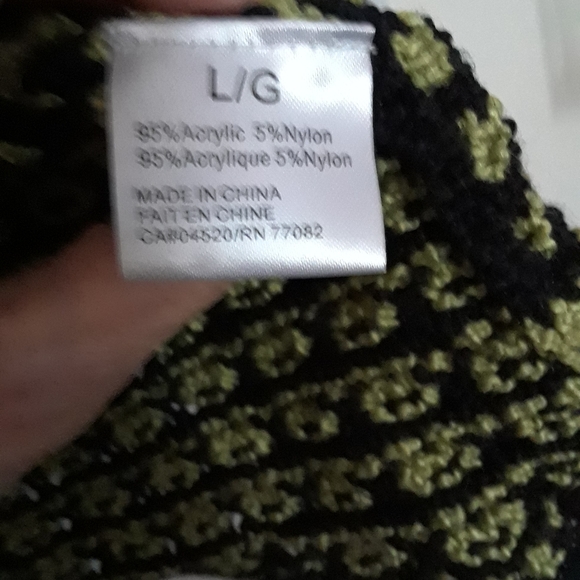 L/G
95%Acrylic 5%Nylon
95%Acrylique 5%Nylon
MADE IN CHINA
FAIT EN CHINE
CA#04520/RN 77082